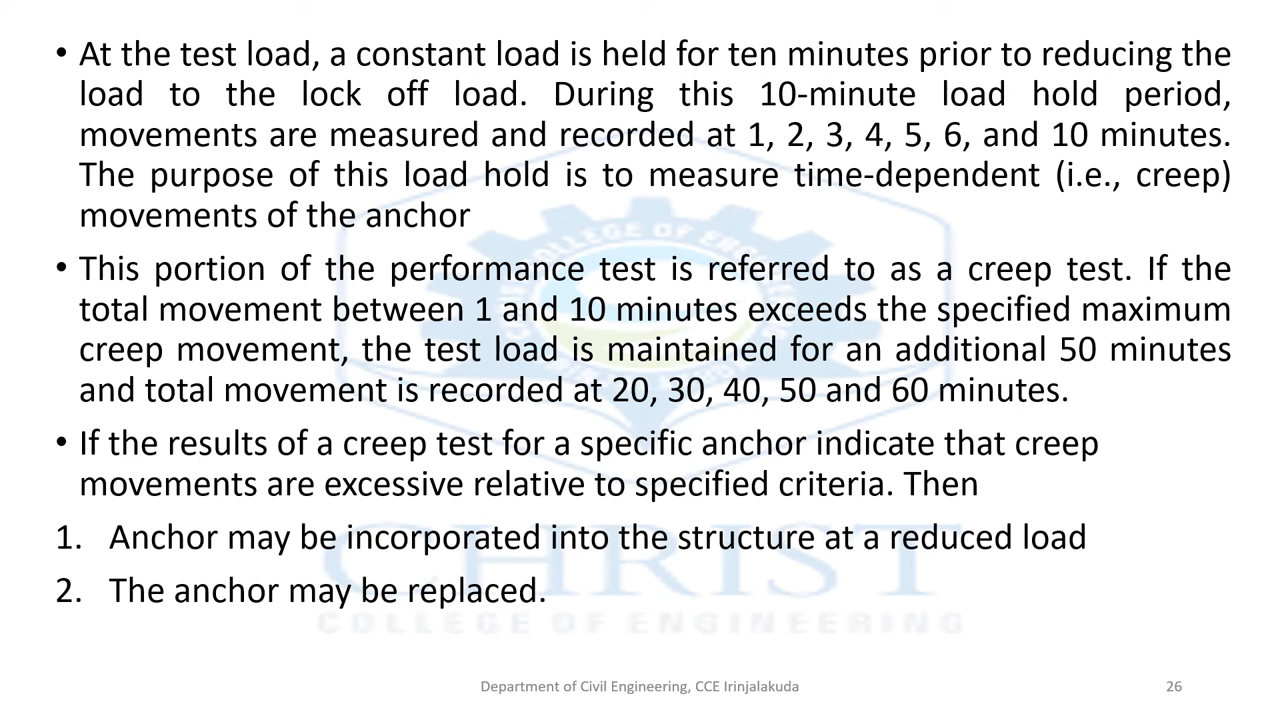 • At the test load, a constant load is held for ten minutes prior to reducing the
load to the lock off load. During this 10-minute load hold period,
movements are measured and recorded at 1, 2, 3, 4, 5, 6, and 10 minutes.
The purpose of this load hold is to measure time-dependent (i.e., creep)
movements of the anchor
• This portion of the performance test is referred to as a creep test. If the
total movement between 1 and 10 minutes exceeds the specified maximum
creep movement, the test load is maintained for an additional 50 minutes
and total movement is recorded at 20, 30, 40, 50 and 60 minutes.
• If the results of a creep test for a specific anchor indicate that creep
movements are excessive relative to specified criteria. Then
1. Anchor may be incorporated into the structure at a reduced load
2. The anchor may be replaced.
CHRIST
COLLEGE OF ENGINEERING
Department of Civil Engineering, CCE Irinjalakuda
26